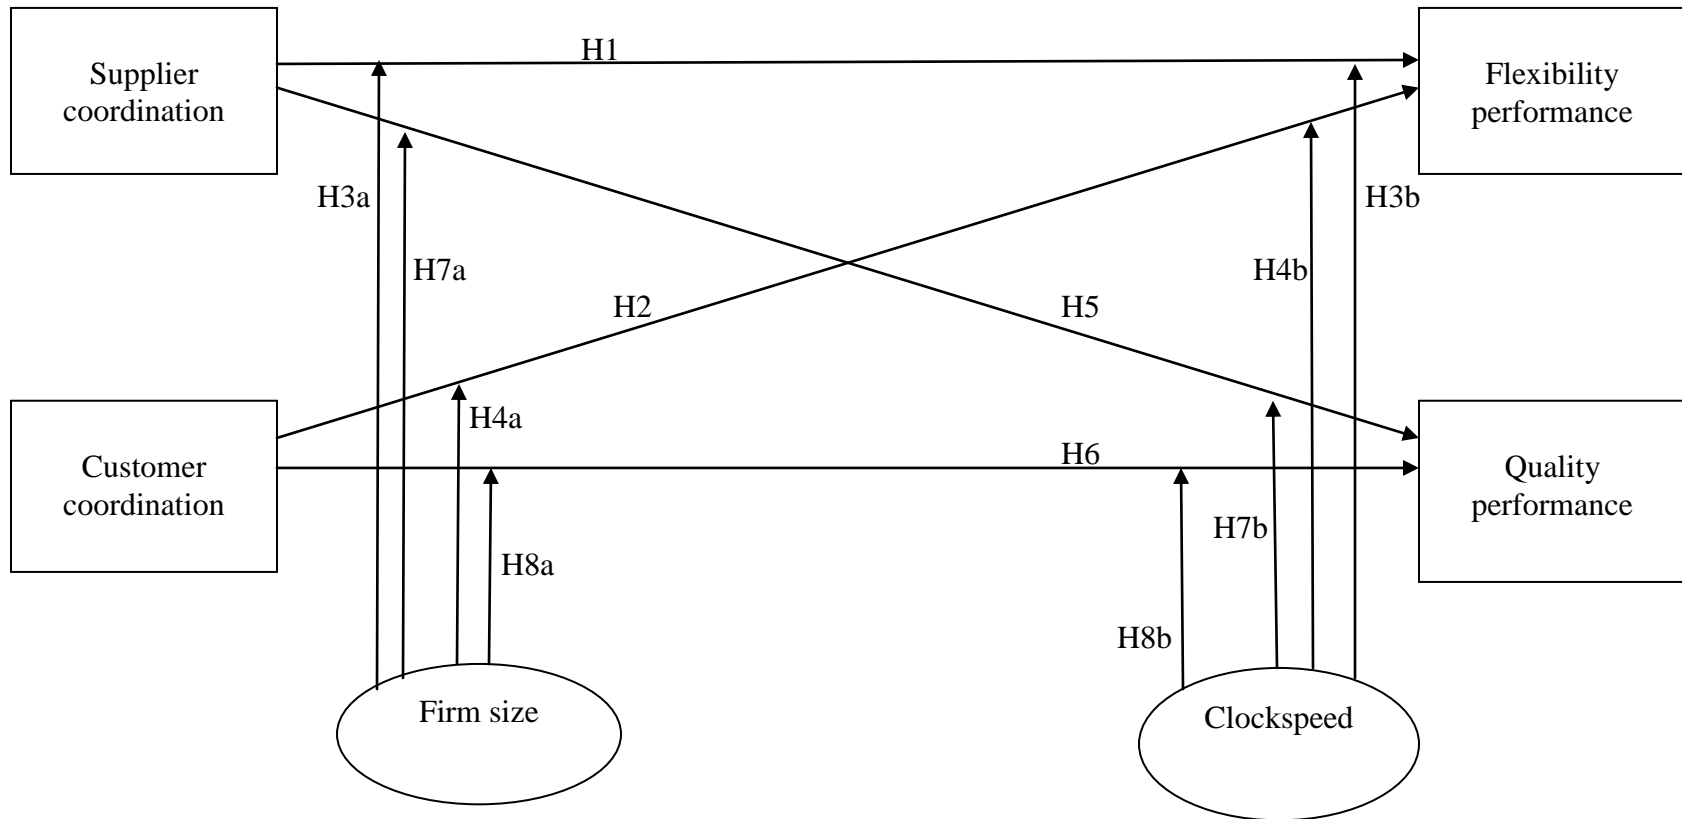 H1
Supplier
coordination
Flexibility
performance
H3a
H3b
H7a
H4b
H2
H5
H4a
H6
Customer
coordination
Quality
performance
H7b
H8a
H8b
Firm size
Clockspeed